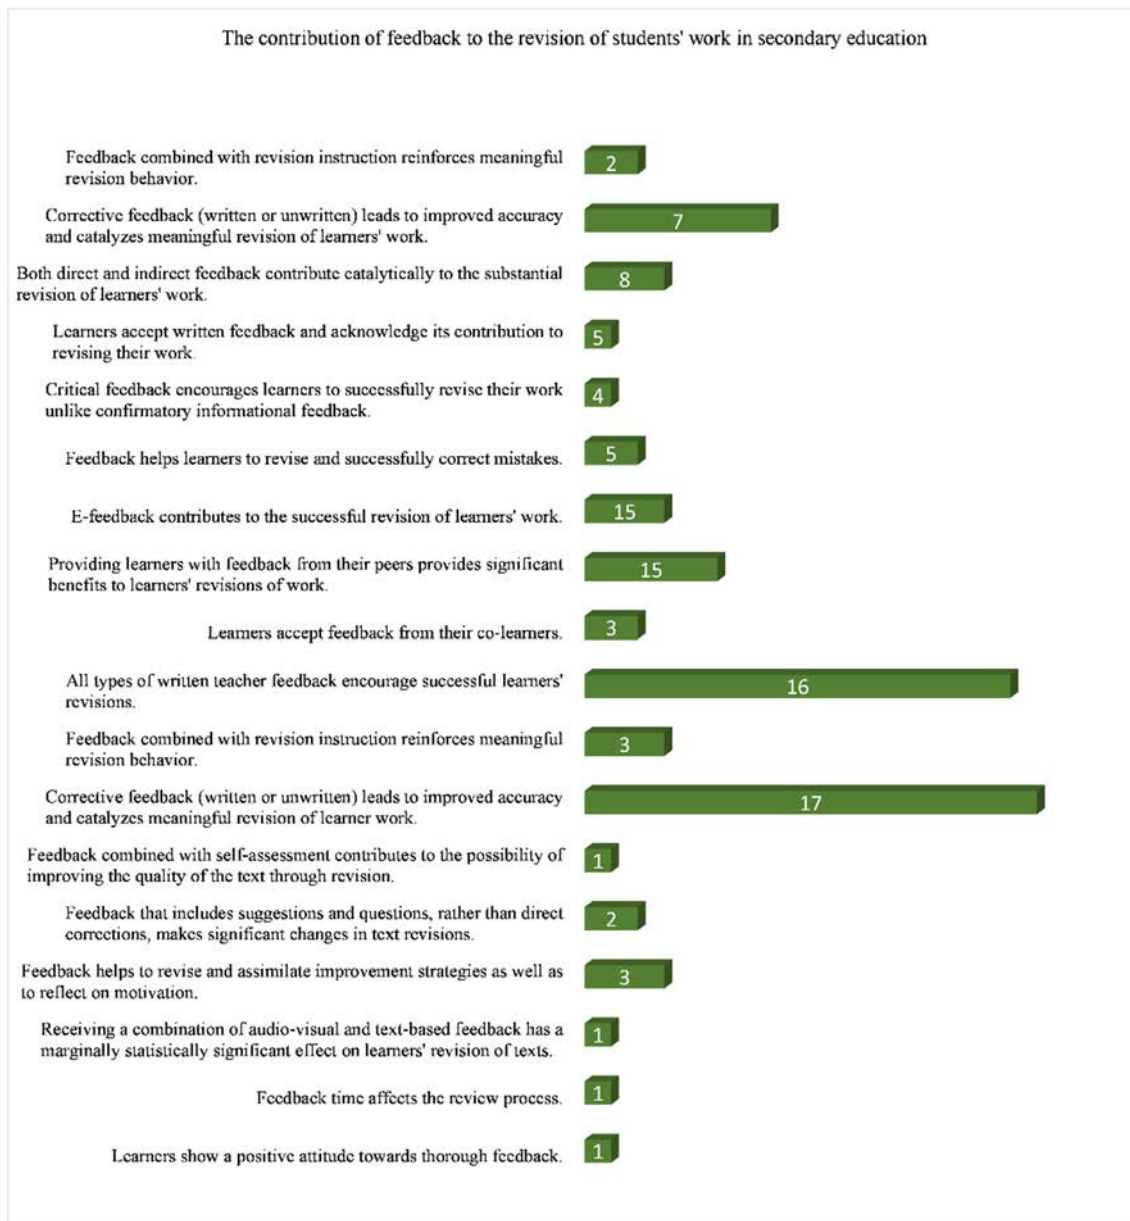 The contribution of feedback to the revision of students' work in secondary education
Feedback combined with revision instruction reinforces meaningful
revision behavior.
2
Corrective feedback (written or unwritten) leads to improved accuracy
and catalyzes meaningful revision of learners' work.
7
Both direct and indirect feedback contribute catalytically to the substantial
revision of learners' work.
8
Learners accept written feedback and acknowledge its contribution to
revising their work.
5
Critical feedback encourages learners to successfully revise their work
unlike confirmatory informational feedback.
4
Feedback helps learners to revise and successfully correct mistakes.
5
E-feedback contributes to the successful revision of learners' work.
15
Providing learners with feedback from their peers provides significant
benefits to learners' revisions of work.
15
Learners accept feedback from their co-learners.
3
All types of written teacher feedback encourage successful learners'
revisions.
16
Feedback combined with revision instruction reinforces meaningful
revision behavior.
3
Corrective feedback (written or unwritten) leads to improved accuracy
and catalyzes meaningful revision of learner work.
17
Feedback combined with self-assessment contributes to the possibility of
improving the quality of the text through revision.
1
Feedback that includes suggestions and questions, rather than direct
corrections, makes significant changes in text revisions.
2
Feedback helps to revise and assimilate improvement strategies as well as
to reflect on motivation.
3
Receiving a combination of audio-visual and text-based feedback has a
marginally statistically significant effect on learners' revision of texts.
1
Feedback time affects the review process.
1
Learners show a positive attitude towards thorough feedback.
1